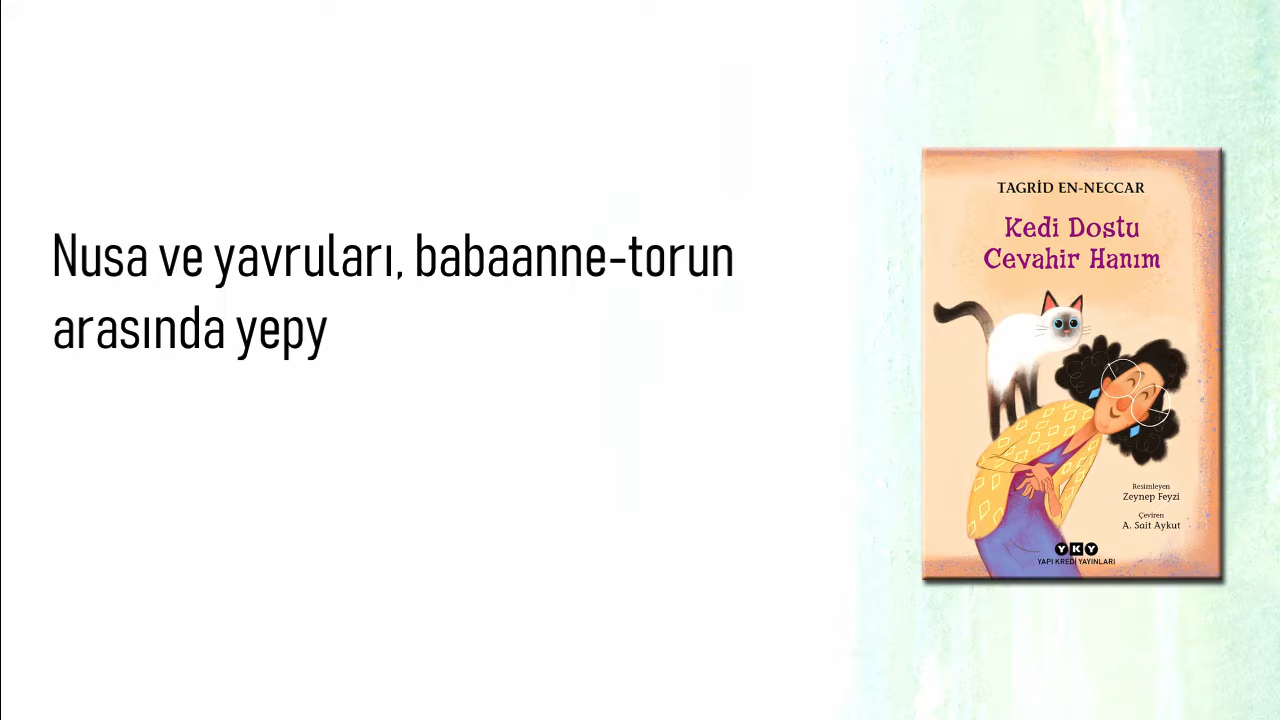 Nusa ve yavruları, babaanne-torun
arasında yepy
TAGRİD EN-NECCAR
Kedi Dostu
Cevahir Hanım
Resimleyen
Zeynep Feyzi
Çeviren
A. Sait Aykut
YKY
YAPI KREDİ YAYINLARI